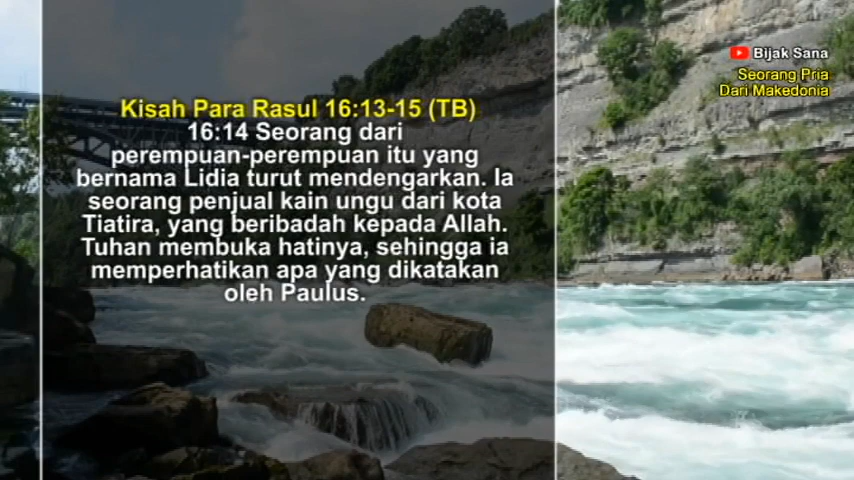 Bijak Sana
Seorang Pria
Dari Makedonia
Kisah Para Rasul 16:13-15 (TB)
16:14 Seorang dari
perempuan-perempuan itu yang
bernama Lidia turut mendengarkan. Ia
seorang penjual kain ungu dari kota
Tiatira, yang beribadah kepada Allah.
Tuhan membuka hatinya, sehingga ia
memperhatikan apa yang dikatakan
oleh Paulus.